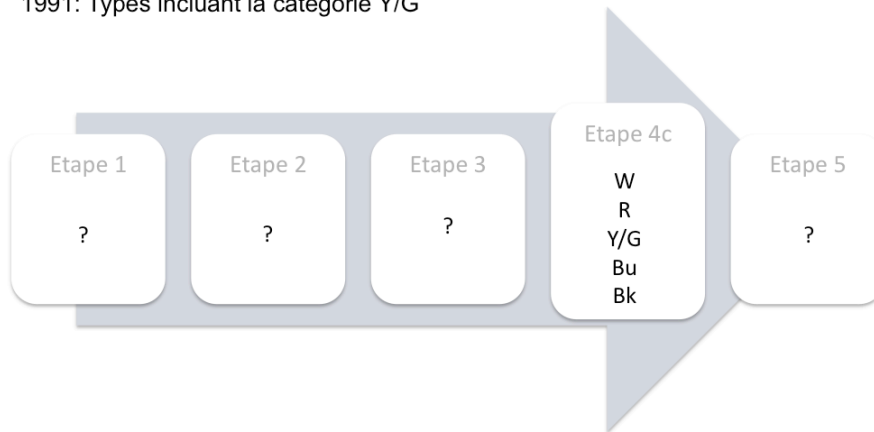 1991: Types incluant la catégorie Y/G
Etape 1
?
Etape 2
?
Etape 3
?
Etape 4c
W
R
Y/G
Bu
Bk
Etape 5
?